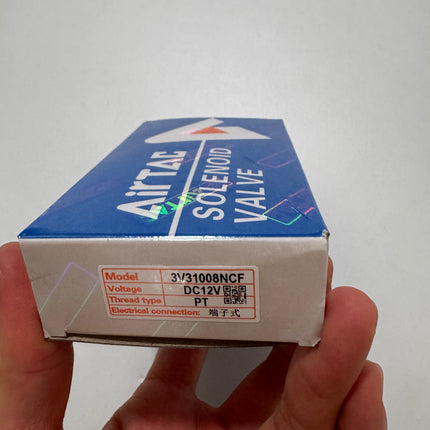 AirTAC
SOLENOID
VALVE
Model 3V31008NCF
Voltage DC12V
Thread type PT
Electrical connection: 端子式